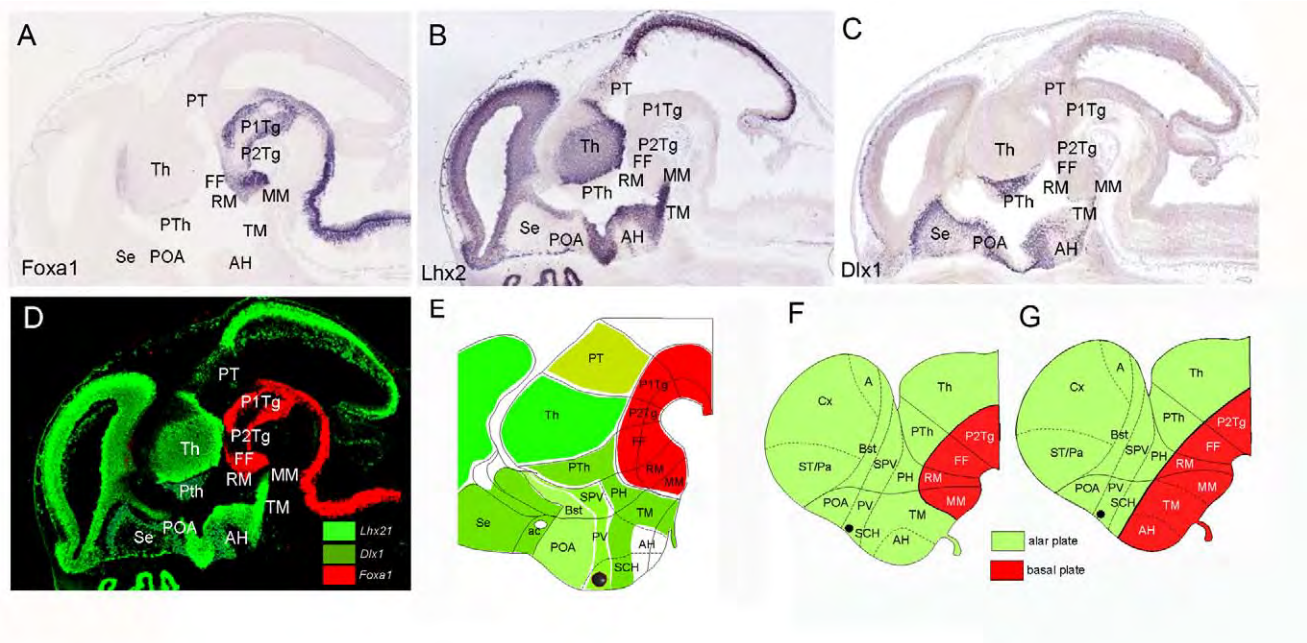 A
PT
P1Tg
P2Tg
Th
FF
MM
RM
PTh
TM
Se POA AH
Foxa1
B
PT
P1Tg
Th
P2Tg
FF
MM
RM
PTh
TM
Se
POA
AH
Lhx2
C
PT
P1Tg
Th
P2Tg
FF
RM
MM
PTh
TM
Se
POA
AH
Dlx1
D
PT
P1Tg
Th
P2Tg
FF
RM
MM
Pth
TM
POA
Se
AH
Lhx21
Dlx1
Foxa1
E
PT
P1Tg
Th
P2Tg
FF
PTh
RM
MM
SPV
PH
Bst
TM
Se
ac
PV
AH
POA
SCH
F
A
Th
Cx
PTh
P2Tg
Bst
FF
SPV
ST/Pa
PH
RM
MM
POA
PV
TM
SCH
AH
G
A
Th
Cx
PTh
P2Tg
Bst
FF
SPV
ST/Pa
PH
RM
MM
POA
PV
SCH
TM
AH
alar plate
basal plate